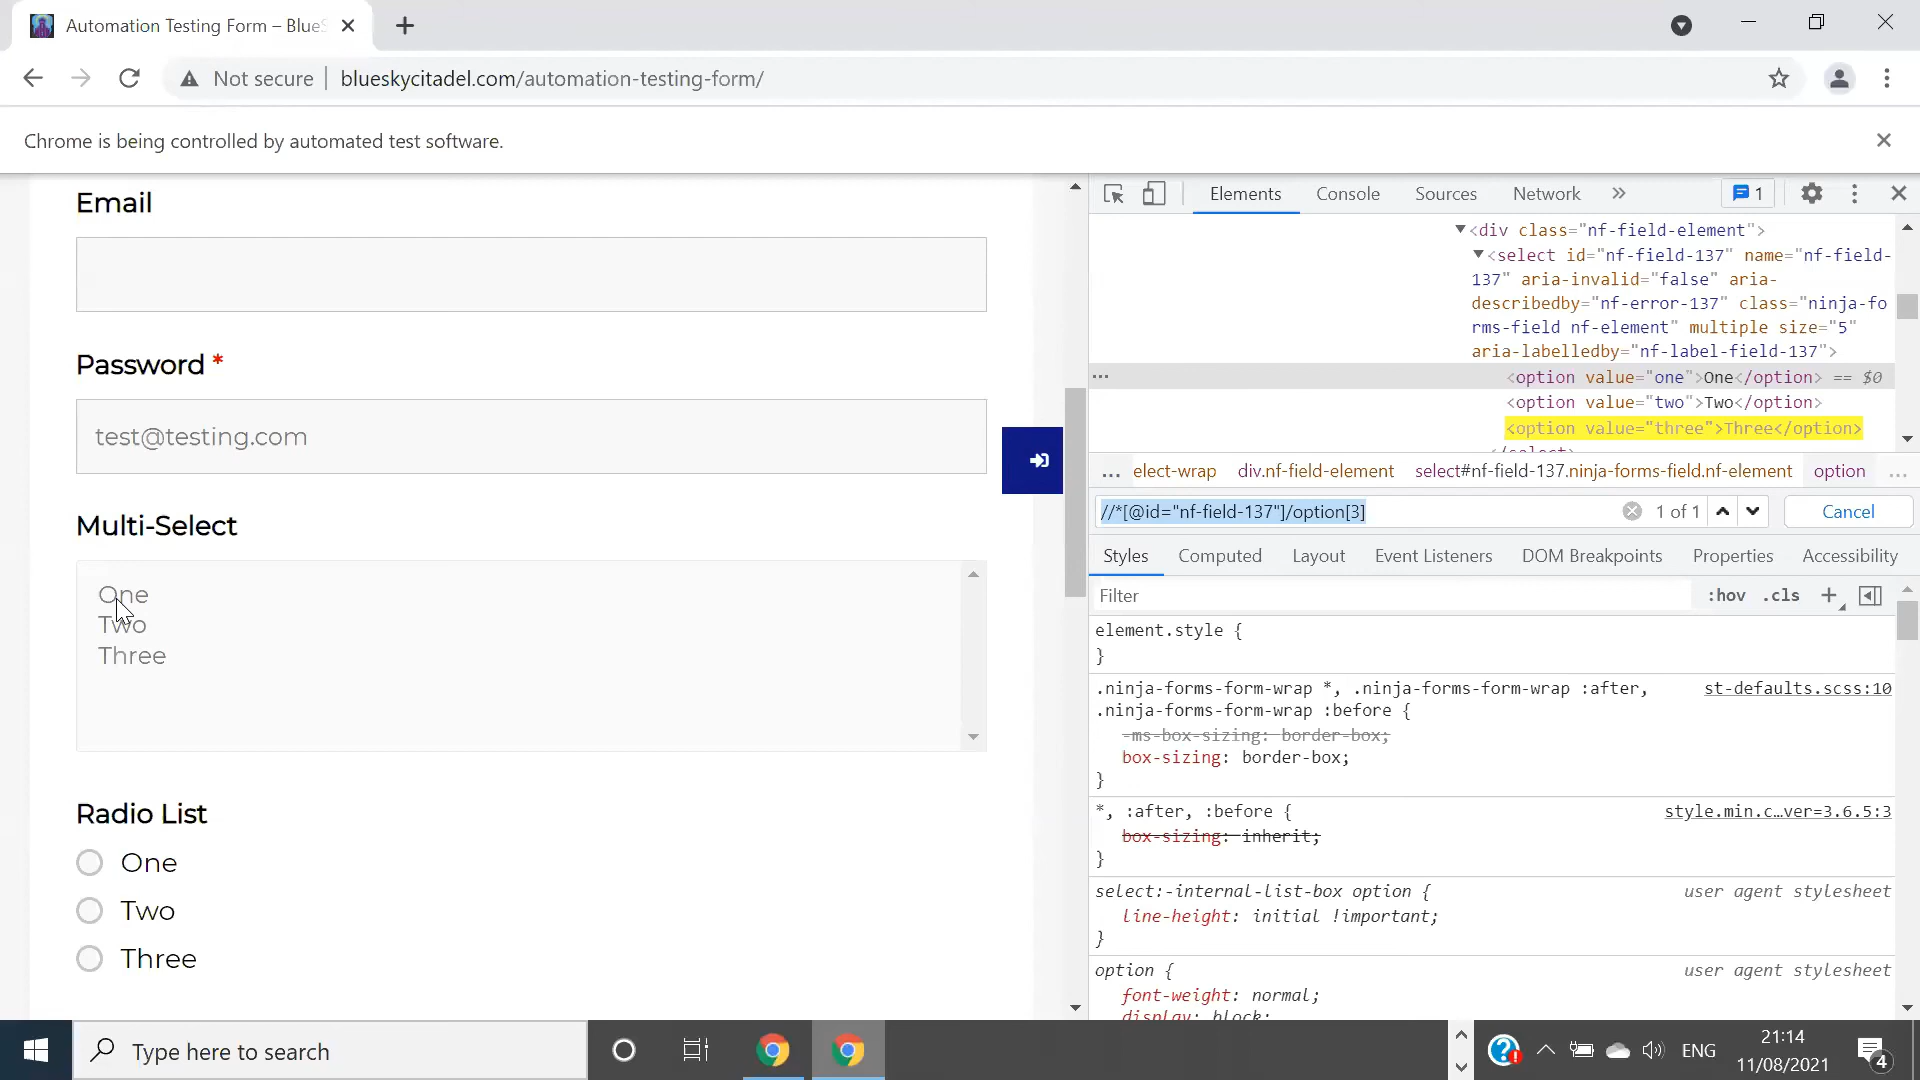 Automation Testing Form – BlueS
Not secure
blueskycitadel.com/automation-testing-form/
Chrome is being controlled by automated test software.
Email
Password *
test@testing.com
Multi-Select
One
Two
Three
Radio List
One
Two
Three
Elements Console Sources Network » 1
<div class="nf-field-element">
<select id="nf-field-137" name="nf-field-
137" aria-invalid="false" aria-
describedby="nf-error-137" class="ninja-fo
rms-field nf-element" multiple size="5"
aria-labelledby="nf-label-field-137">
... <option value="one">One</option> == $0
<option value="two">Two</option>
<option value="three">Three</option>
</select>
... elect-wrap div.nf-field-element select#nf-field-137.ninja-forms-field.nf-element option ...
//*[@id="nf-field-137"]/option[3] 1 of 1 Cancel
Styles Computed Layout Event Listeners DOM Breakpoints Properties Accessibility
Filter :hov .cls +
element.style {
}
.ninja-forms-form-wrap *, .ninja-forms-form-wrap :after, st-defaults.scss:10
.ninja-forms-form-wrap :before {
-ms-box-sizing: border-box;
box-sizing: border-box;
}
*, :after, :before { style.min.c…ver=3.6.5:3
box-sizing: inherit;
}
select:-internal-list-box option { user agent stylesheet
line-height: initial !important;
}
option { user agent stylesheet
font-weight: normal;
display: block;
Type here to search
ENG
21:14
11/08/2021
4